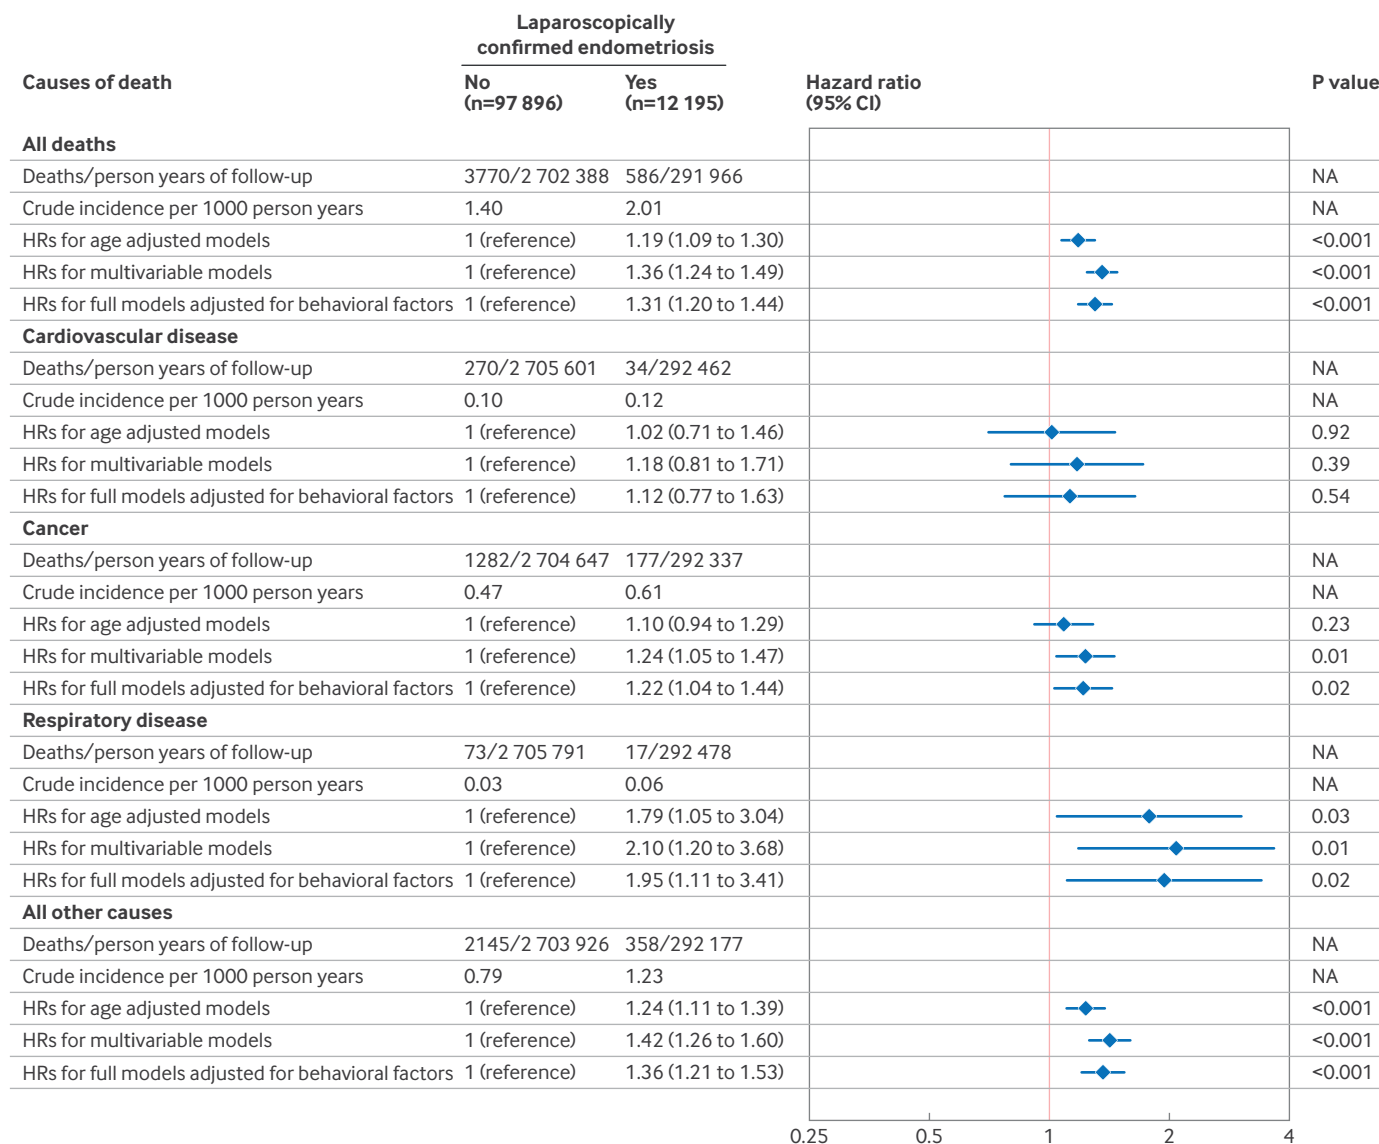 Laparoscopically
confirmed endometriosis
Causes of death No Yes Hazard ratio P value
(n=97 896) (n=12 195) (95% CI)
All deaths
Deaths/person years of follow-up 3770/2 702 388 586/291 966 NA
Crude incidence per 1000 person years 1.40 2.01 NA
HRs for age adjusted models 1 (reference) 1.19 (1.09 to 1.30) <0.001
HRs for multivariable models 1 (reference) 1.36 (1.24 to 1.49) <0.001
HRs for full models adjusted for behavioral factors 1 (reference) 1.31 (1.20 to 1.44) <0.001
Cardiovascular disease
Deaths/person years of follow-up 270/2 705 601 34/292 462 NA
Crude incidence per 1000 person years 0.10 0.12 NA
HRs for age adjusted models 1 (reference) 1.02 (0.71 to 1.46) 0.92
HRs for multivariable models 1 (reference) 1.18 (0.81 to 1.71) 0.39
HRs for full models adjusted for behavioral factors 1 (reference) 1.12 (0.77 to 1.63) 0.54
Cancer
Deaths/person years of follow-up 1282/2 704 647 177/292 337 NA
Crude incidence per 1000 person years 0.47 0.61 NA
HRs for age adjusted models 1 (reference) 1.10 (0.94 to 1.29) 0.23
HRs for multivariable models 1 (reference) 1.24 (1.05 to 1.47) 0.01
HRs for full models adjusted for behavioral factors 1 (reference) 1.22 (1.04 to 1.44) 0.02
Respiratory disease
Deaths/person years of follow-up 73/2 705 791 17/292 478 NA
Crude incidence per 1000 person years 0.03 0.06 NA
HRs for age adjusted models 1 (reference) 1.79 (1.05 to 3.04) 0.03
HRs for multivariable models 1 (reference) 2.10 (1.20 to 3.68) 0.01
HRs for full models adjusted for behavioral factors 1 (reference) 1.95 (1.11 to 3.41) 0.02
All other causes
Deaths/person years of follow-up 2145/2 703 926 358/292 177 NA
Crude incidence per 1000 person years 0.79 1.23 NA
HRs for age adjusted models 1 (reference) 1.24 (1.11 to 1.39) <0.001
HRs for multivariable models 1 (reference) 1.42 (1.26 to 1.60) <0.001
HRs for full models adjusted for behavioral factors 1 (reference) 1.36 (1.21 to 1.53) <0.001
0.25 0.5 1 2 4